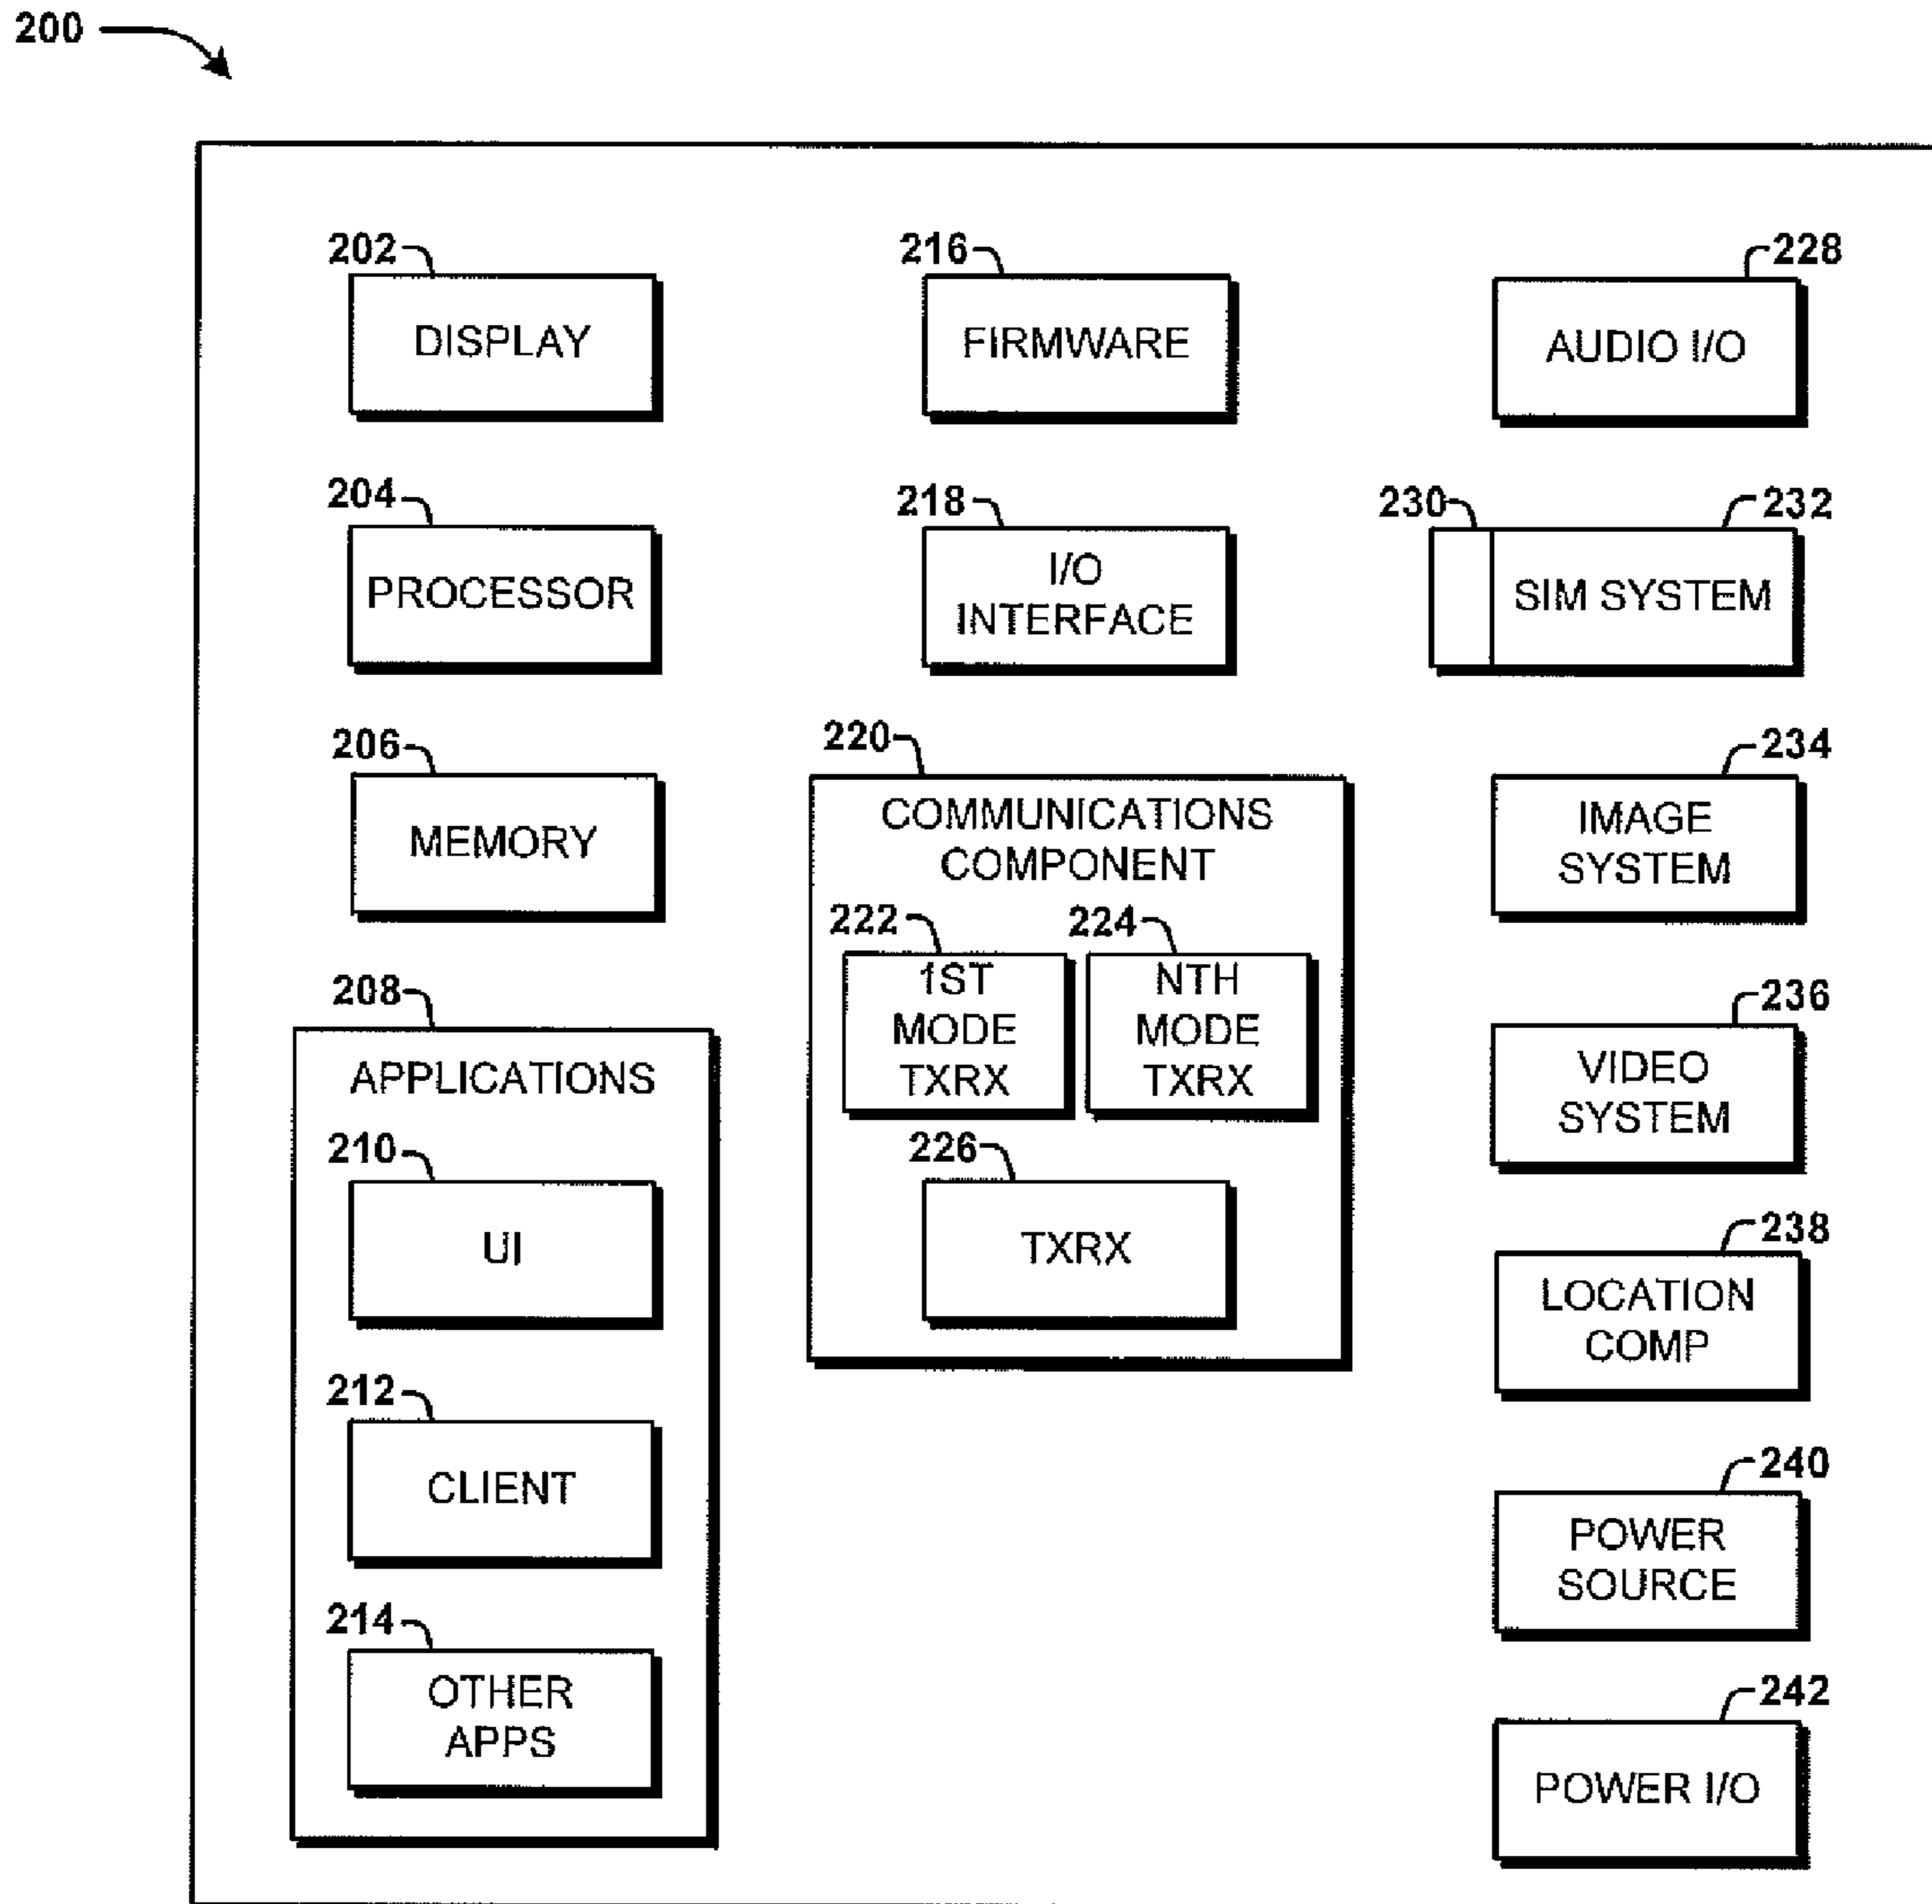 200
202
DISPLAY
204
PROCESSOR
206
MEMORY
208
APPLICATIONS
210
UI
212
CLIENT
214
OTHER
APPS
216
FIRMWARE
218
I/O
INTERFACE
220
COMMUNICATIONS
COMPONENT
222
1ST
MODE
TXRX
224
NTH
MODE
TXRX
226
TXRX
228
AUDIO I/O
230
232
SIM SYSTEM
234
IMAGE
SYSTEM
236
VIDEO
SYSTEM
238
LOCATION
COMP
240
POWER
SOURCE
242
POWER I/O